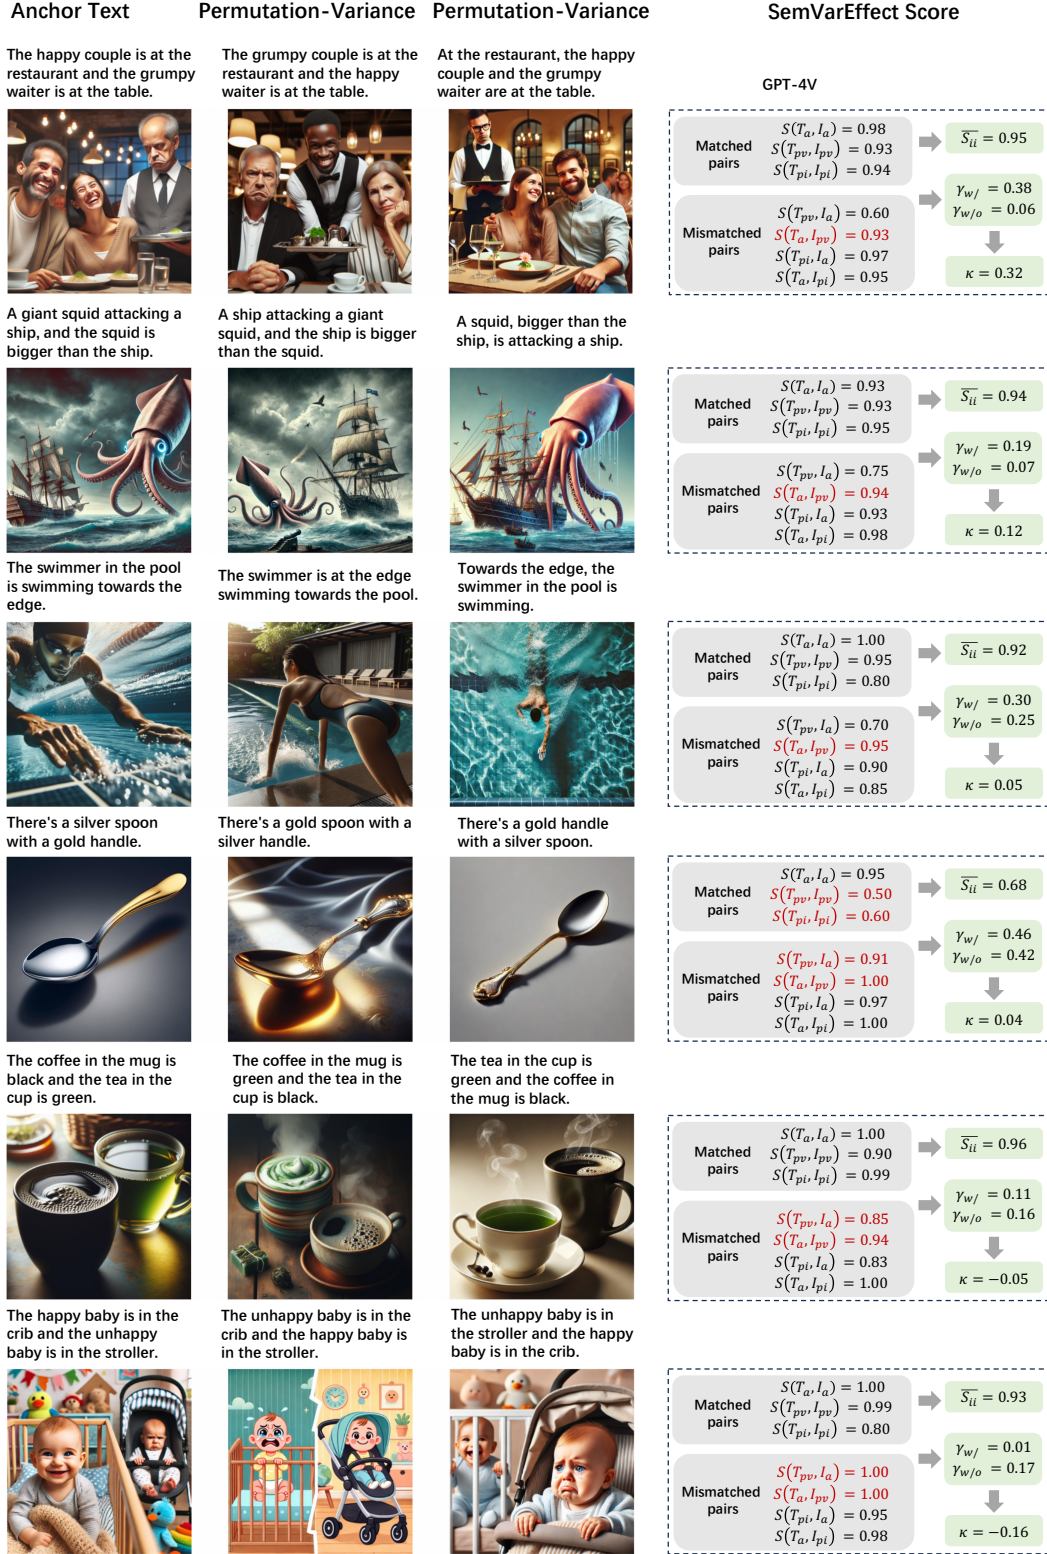 Anchor Text
Permutation-Variance
Permutation-Variance
SemVarEffect Score
GPT-4V
The happy couple is at the
restaurant and the grumpy
waiter is at the table.
The grumpy couple is at the
restaurant and the happy
waiter is at the table.
At the restaurant, the happy
couple and the grumpy
waiter are at the table.
Matched
pairs
S(T_a, I_a) = 0.98
S(T_pv, I_pv) = 0.93
S(T_pi, I_pi) = 0.94
Mismatched
pairs
S(T_pv, I_a) = 0.60
S(T_a, I_pv) = 0.93
S(T_pi, I_a) = 0.97
S(T_a, I_pi) = 0.95
\overline{S_ii} = 0.95
γ_w/ = 0.38
γ_w/o = 0.06
κ = 0.32
A giant squid attacking a
ship, and the squid is
bigger than the ship.
A ship attacking a giant
squid, and the ship is bigger
than the squid.
A squid, bigger than the
ship, is attacking a ship.
Matched
pairs
S(T_a, I_a) = 0.93
S(T_pv, I_pv) = 0.93
S(T_pi, I_pi) = 0.95
Mismatched
pairs
S(T_pv, I_a) = 0.75
S(T_a, I_pv) = 0.94
S(T_pi, I_a) = 0.93
S(T_a, I_pi) = 0.98
\overline{S_ii} = 0.94
γ_w/ = 0.19
γ_w/o = 0.07
κ = 0.12
The swimmer in the pool
is swimming towards the
edge.
The swimmer is at the edge
swimming towards the pool.
Towards the edge, the
swimmer in the pool is
swimming.
Matched
pairs
S(T_a, I_a) = 1.00
S(T_pv, I_pv) = 0.95
S(T_pi, I_pi) = 0.80
Mismatched
pairs
S(T_pv, I_a) = 0.70
S(T_a, I_pv) = 0.95
S(T_pi, I_a) = 0.90
S(T_a, I_pi) = 0.85
\overline{S_ii} = 0.92
γ_w/ = 0.30
γ_w/o = 0.25
κ = 0.05
There's a silver spoon
with a gold handle.
There's a gold spoon with a
silver handle.
There's a gold handle
with a silver spoon.
Matched
pairs
S(T_a, I_a) = 0.95
S(T_pv, I_pv) = 0.50
S(T_pi, I_pi) = 0.60
Mismatched
pairs
S(T_pv, I_a) = 0.91
S(T_a, I_pv) = 1.00
S(T_pi, I_a) = 0.97
S(T_a, I_pi) = 1.00
\overline{S_ii} = 0.68
γ_w/ = 0.46
γ_w/o = 0.42
κ = 0.04
The coffee in the mug is
black and the tea in the
cup is green.
The coffee in the mug is
green and the tea in the
cup is black.
The tea in the cup is
green and the coffee in
the mug is black.
Matched
pairs
S(T_a, I_a) = 1.00
S(T_pv, I_pv) = 0.90
S(T_pi, I_pi) = 0.99
Mismatched
pairs
S(T_pv, I_a) = 0.85
S(T_a, I_pv) = 0.94
S(T_pi, I_a) = 0.83
S(T_a, I_pi) = 1.00
\overline{S_ii} = 0.96
γ_w/ = 0.11
γ_w/o = 0.16
κ = −0.05
The happy baby is in the
crib and the unhappy
baby is in the stroller.
The unhappy baby is in the
crib and the happy baby is
in the stroller.
The unhappy baby is in
the stroller and the happy
baby is in the crib.
Matched
pairs
S(T_a, I_a) = 1.00
S(T_pv, I_pv) = 0.99
S(T_pi, I_pi) = 0.80
Mismatched
pairs
S(T_pv, I_a) = 1.00
S(T_a, I_pv) = 1.00
S(T_pi, I_a) = 0.95
S(T_a, I_pi) = 0.98
\overline{S_ii} = 0.93
γ_w/ = 0.01
γ_w/o = 0.17
κ = −0.16